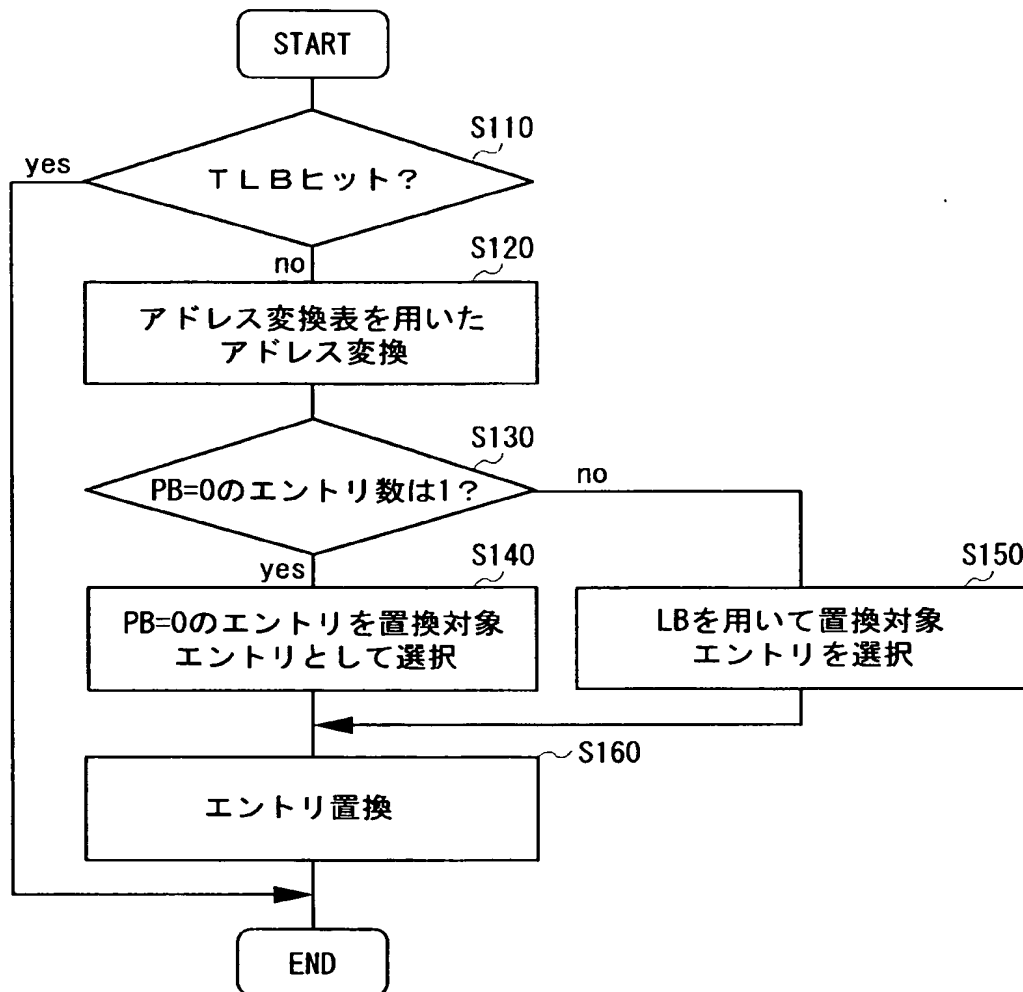 START
S110
yes
TLBヒット?
no
S120
アドレス変換表を用いた
アドレス変換
S130
PB=0のエントリ数は1?
no
yes
S140
PB=0のエントリを置換対象
エントリとして選択
S150
LBを用いて置換対象
エントリを選択
S160
エントリ置換
END